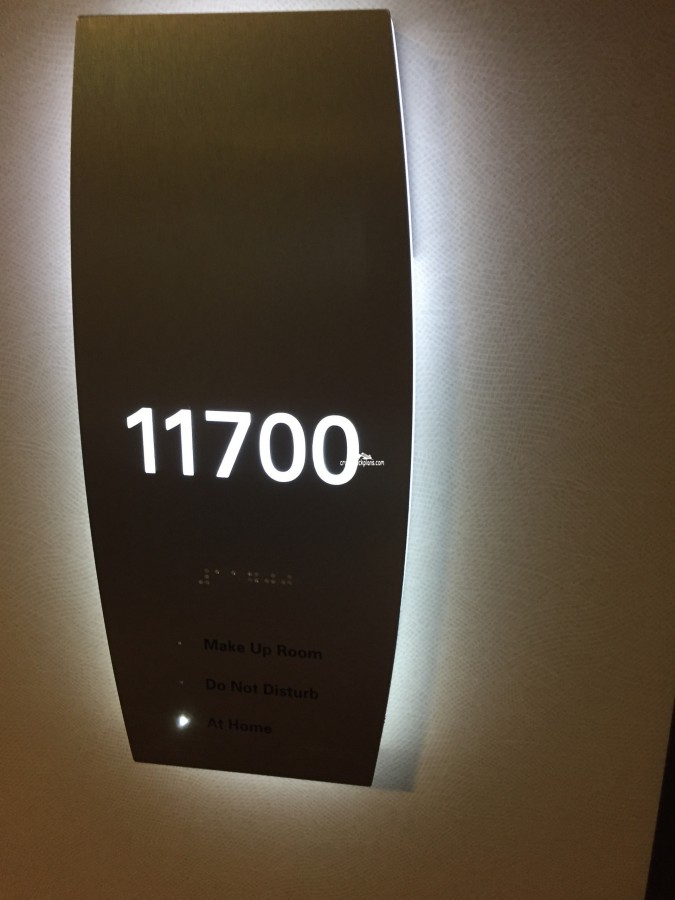 11700
Make Up Room
Do Not Disturb
At Home